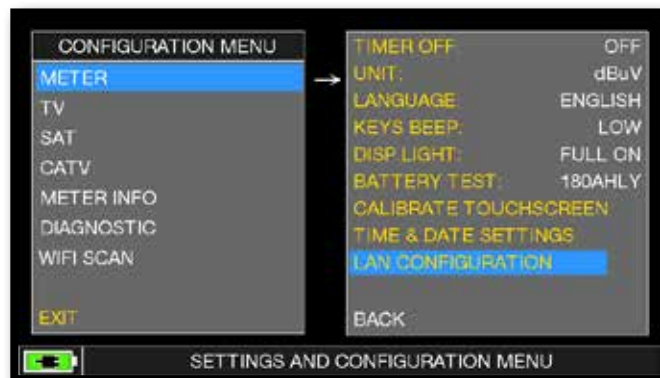 CONFIGURATION MENU
METER
TV
SAT
CATV
METER INFO
DIAGNOSTIC
WIFI SCAN
EXIT
→
TIMER OFF OFF
UNIT: dBuV
LANGUAGE ENGLISH
KEYS BEEP: LOW
DISP.LIGHT: FULL ON
BATTERY TEST: 180AHLY
CALIBRATE TOUCHSCREEN
TIME & DATE SETTINGS
LAN CONFIGURATION
BACK
SETTINGS AND CONFIGURATION MENU